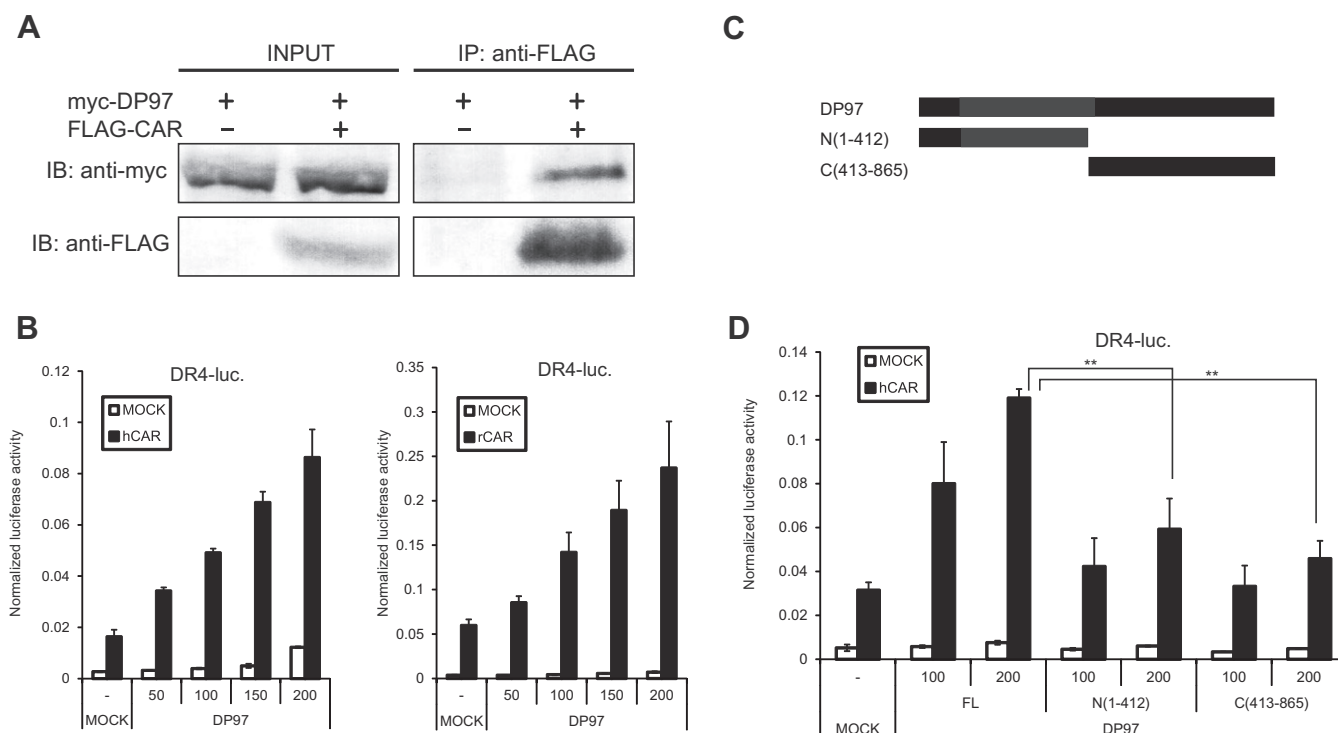 A
INPUT
IP: anti-FLAG
myc-DP97 + + + +
FLAG-CAR – + – +
IB: anti-myc
IB: anti-FLAG
B
DR4-luc.
MOCK
hCAR
Normalized luciferase activity
0.12
0.1
0.08
0.06
0.04
0.02
0
- 50 100 150 200
MOCK DP97
DR4-luc.
MOCK
rCAR
Normalized luciferase activity
0.35
0.3
0.25
0.2
0.15
0.1
0.05
0
- 50 100 150 200
MOCK DP97
C
DP97
N(1-412)
C(413-865)
D
DR4-luc.
MOCK
hCAR
**
**
Normalized luciferase activity
0.14
0.12
0.1
0.08
0.06
0.04
0.02
0
- 100 200 100 200 100 200
FL N(1-412) C(413-865)
MOCK DP97